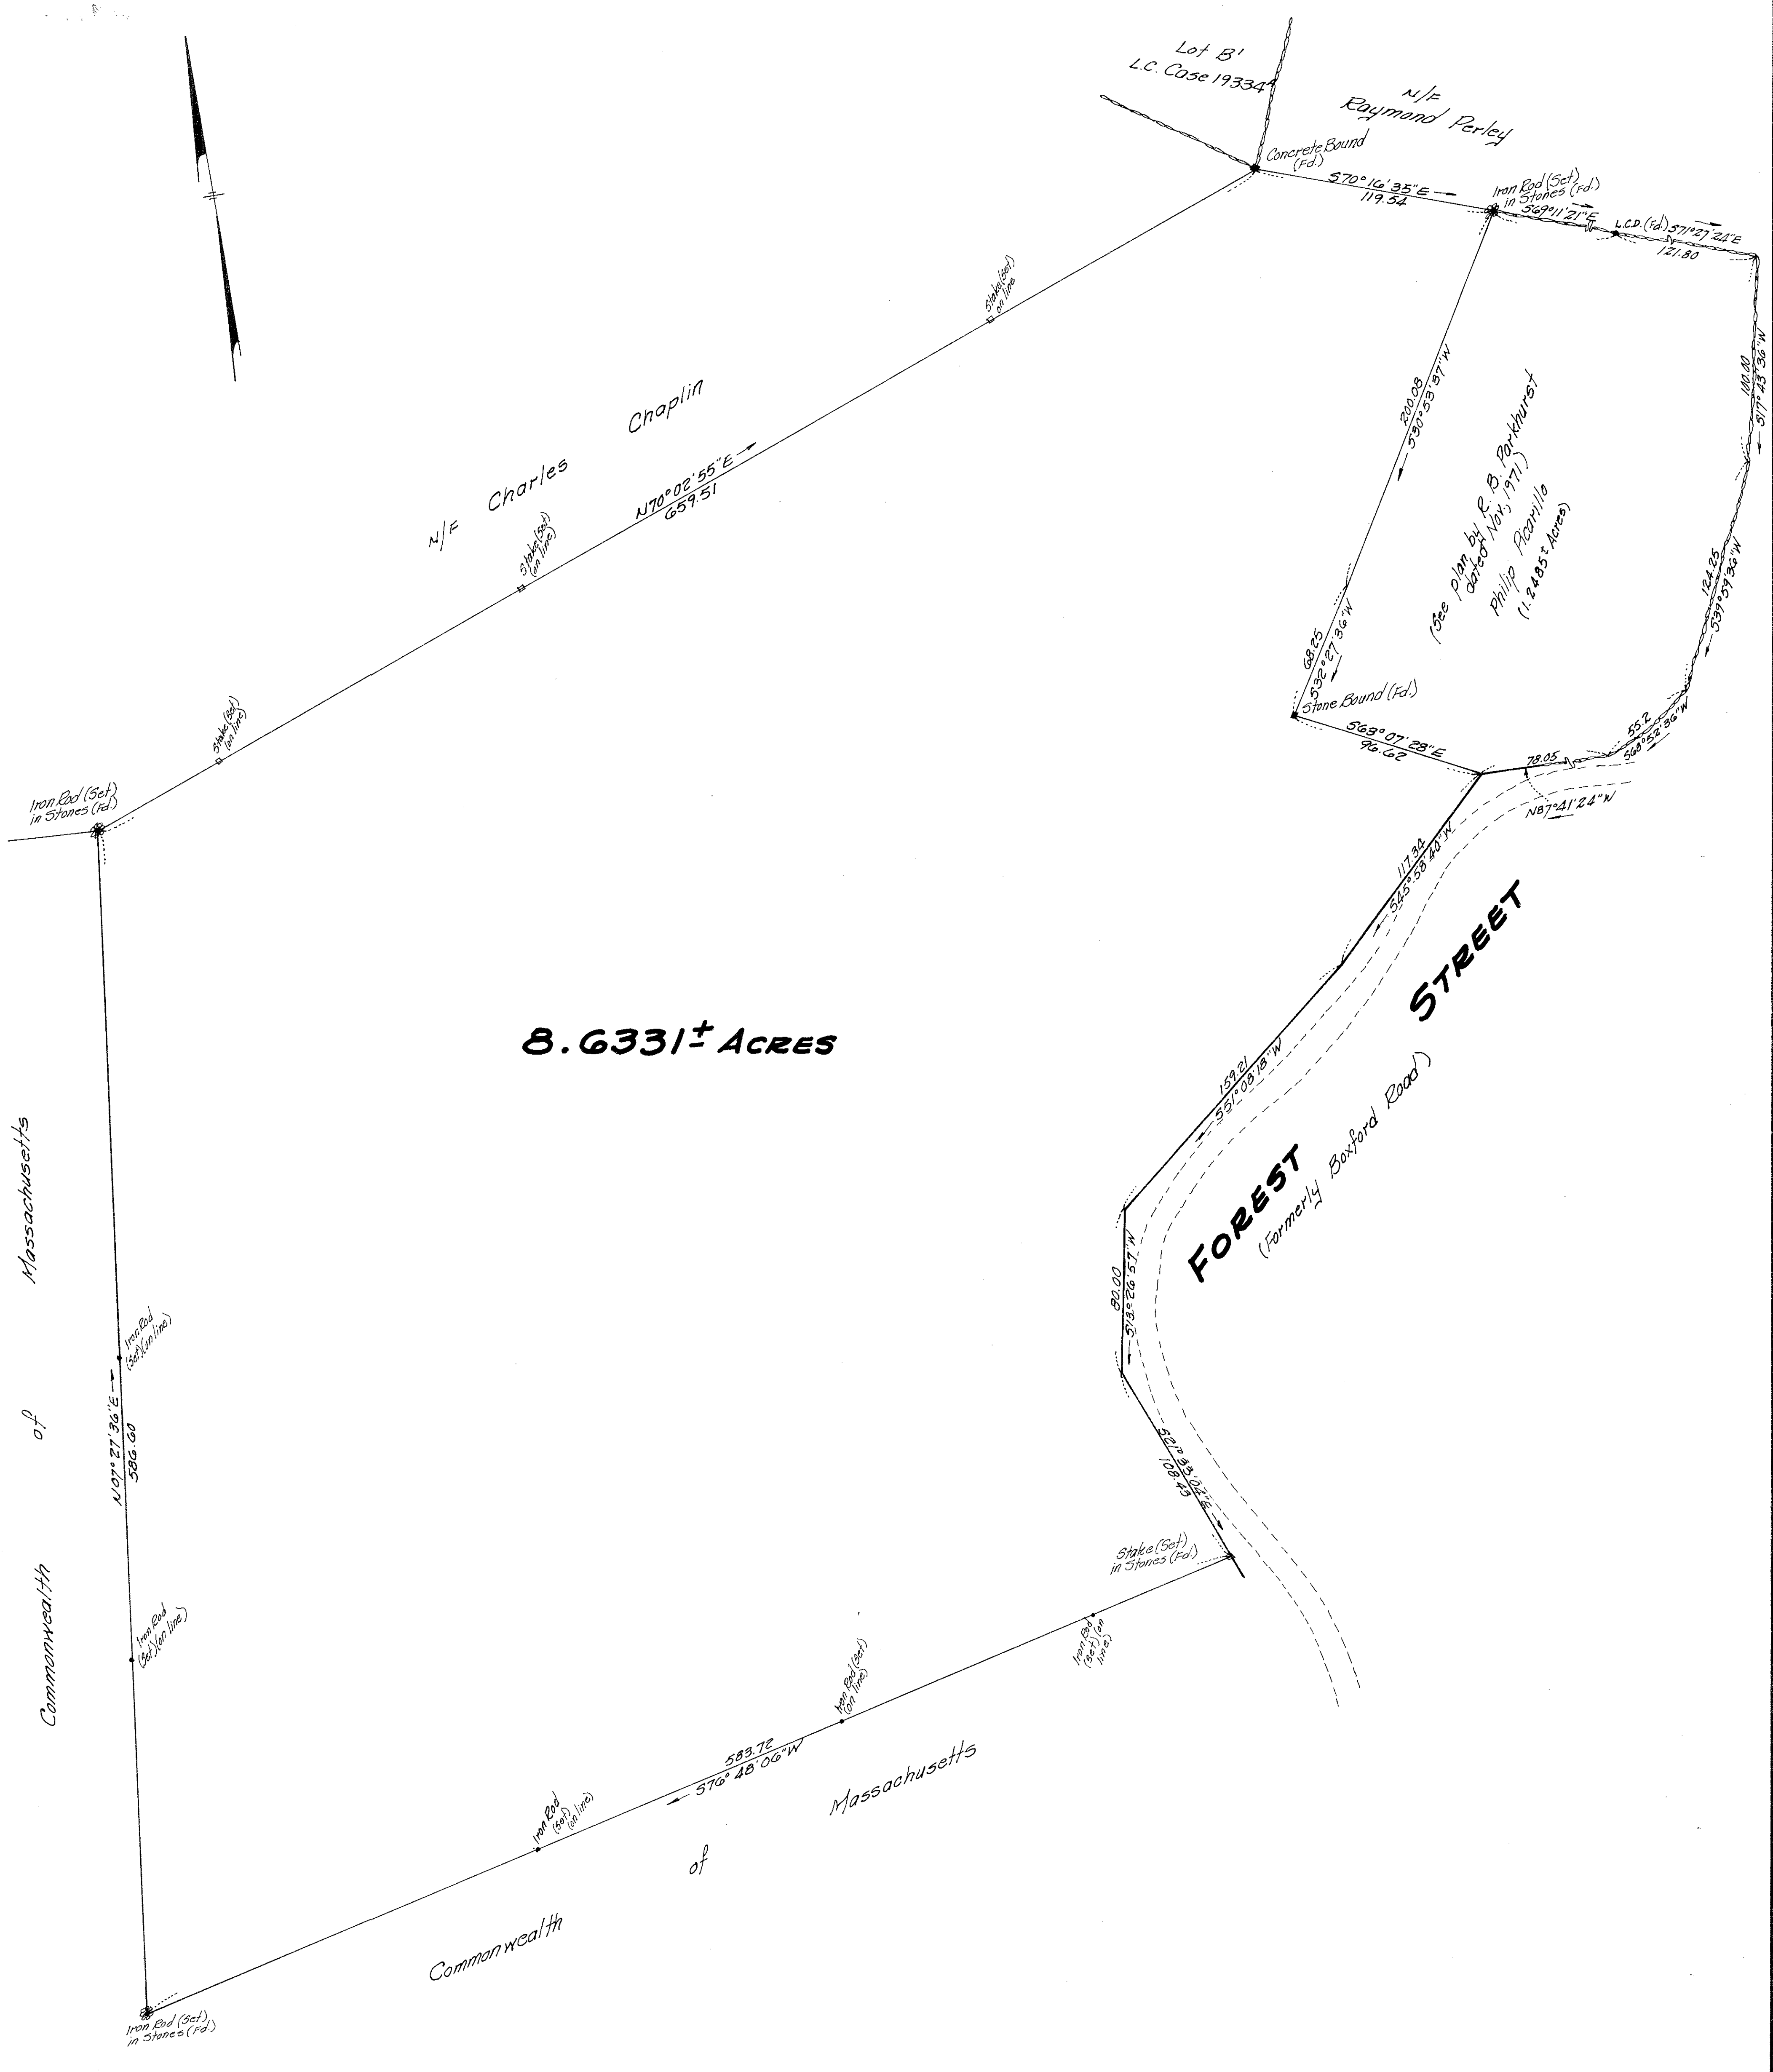 Lot B'
L.C. Case 19334
N/F
Raymond Perley
Concrete Bound
(Fd.)
S70°16'35"E
119.54
Iron Rod (Set)
in Stones (Fd.)
S69°11'21"E
L.C.D. (Fd.)
S71°27'24"E
121.80
100.00
S17°43'36"W
124.25
S39°59'36"W
55.2
S68°52'36"W
78.05
N87°41'24"W
200.08
S30°53'37"W
68.25
S32°27'36"W
(See plan by R. B. Parkhurst
dated Nov., 1971)
Philip Picarillo
(1.2485± Acres)
Stone Bound (Fd.)
S63°07'28"E
96.62
Stake (Set)
on line
N/F Charles Chaplin
N70°02'55"E
659.51
Stake (Set)
(on line)
Stake (Set)
(on line)
Iron Rod (Set)
in Stones (Fd.)
117.34
S45°58'40"W
159.21
S51°08'18"W
80.00
S13°26'57"W
S21°33'04"E
108.43
FOREST STREET
(Formerly Boxford Road)
8.6331± ACRES
Commonwealth of Massachusetts
Iron Rod
(Set) (on line)
N07°27'36"E
586.60
Iron Rod
(Set) (on line)
Stake (Set)
in Stones (Fd.)
Iron Rod
(Set) (on
line)
Iron Rod (Set)
(on line)
583.72
S76°48'06"W
Iron Rod
(Set)
(on line)
Commonwealth of Massachusetts
Iron Rod (Set)
in Stones (Fd.)